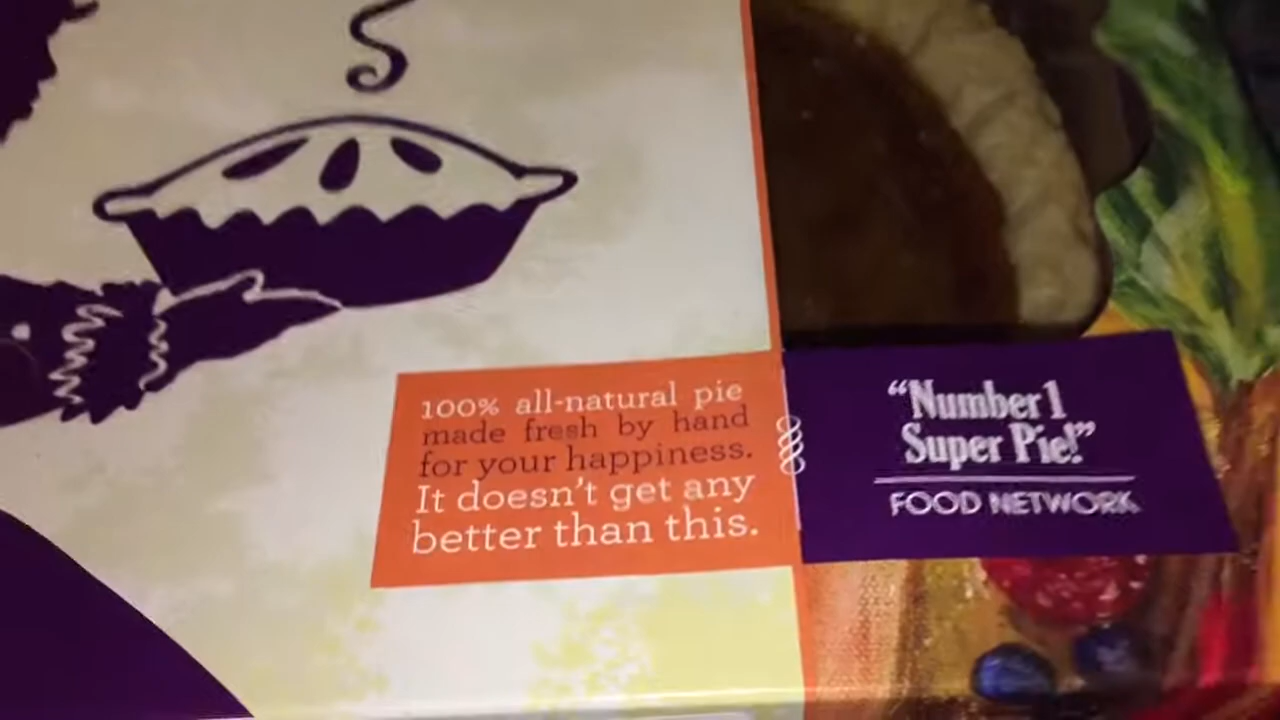 100% all-natural pie
made fresh by hand
for your happiness.
It doesn't get any
better than this.
“Number 1
Super Pie!”
FOOD NETWORK